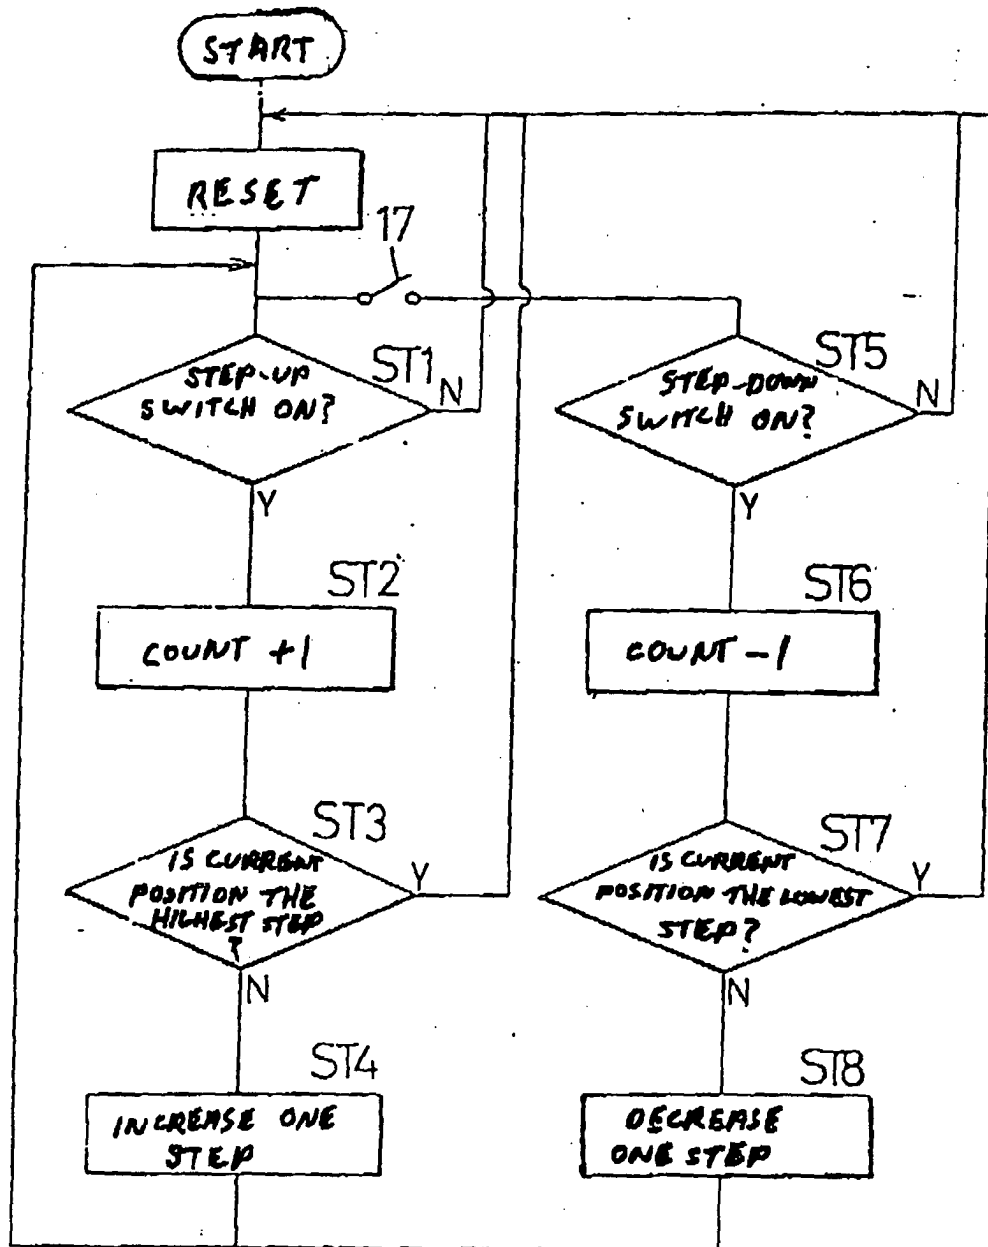 START
RESET
17
STEP-UP
SWITCH ON?
ST1
N
Y
STEP-DOWN
SWITCH ON?
ST5
N
Y
ST2
COUNT +1
ST6
COUNT -1
ST3
IS CURRENT
POSITION THE
HIGHEST STEP
?
Y
N
ST7
IS CURRENT
POSITION THE LOWEST
STEP?
Y
N
ST4
INCREASE ONE
STEP
ST8
DECREASE
ONE STEP